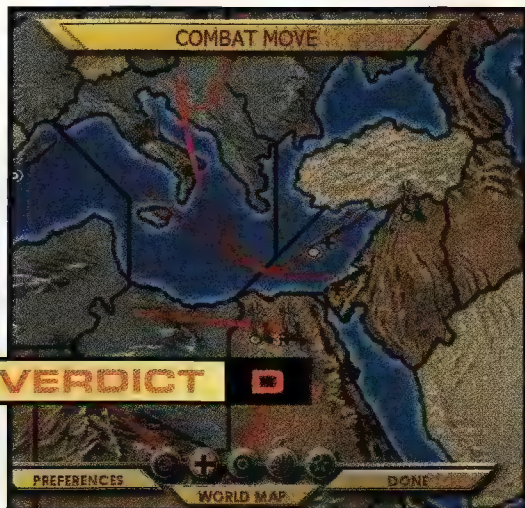 COMBAT MOVE
VERDICT D
PREFERENCES
DONE
WORLD MAP